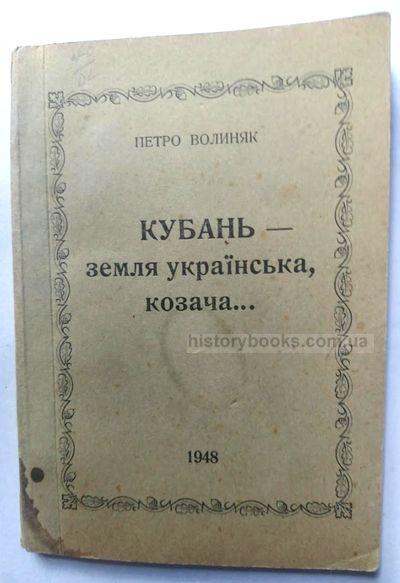 ПЕТРО ВОЛИНЯК
КУБАНЬ —
земля українська,
козача...
historybooks.com.ua
1948